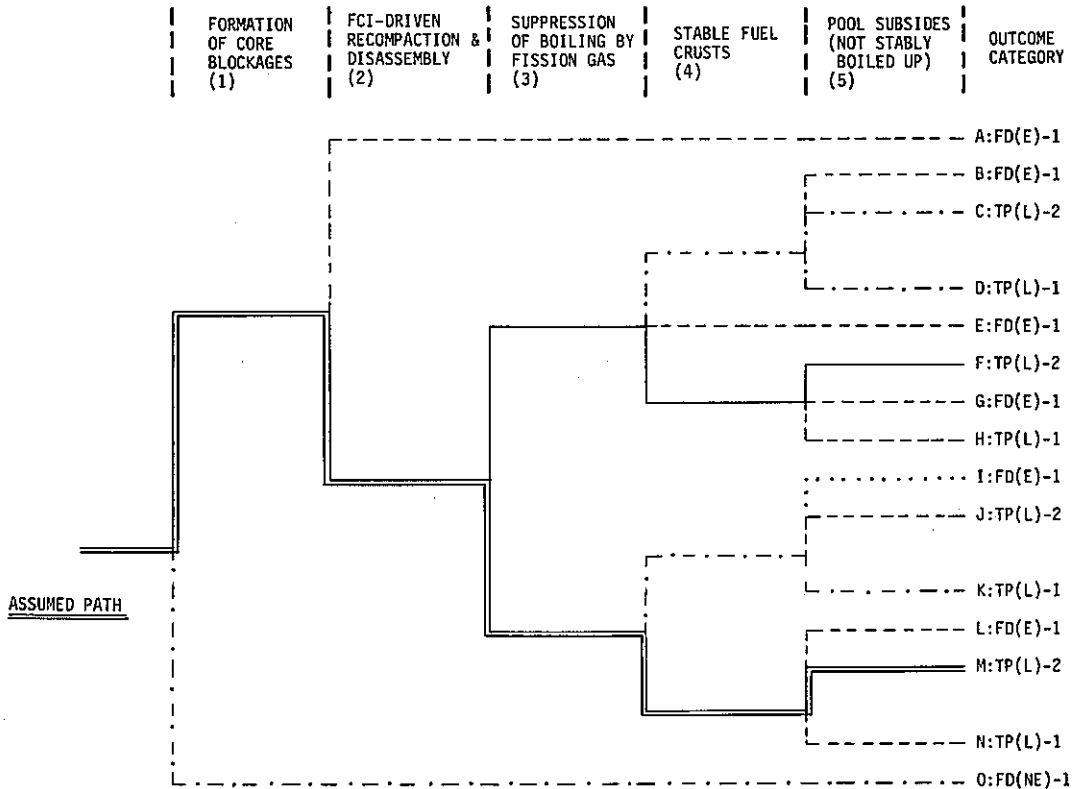 FORMATION
OF CORE
BLOCKAGES
(1)
FCI-DRIVEN
RECOMPACTION &
DISASSEMBLY
(2)
SUPPRESSION
OF BOILING BY
FISSION GAS
(3)
STABLE FUEL
CRUSTS
(4)
POOL SUBSIDES
(NOT STABLY
BOILED UP)
(5)
OUTCOME
CATEGORY
A:FD(E)-1
B:FD(E)-1
C:TP(L)-2
D:TP(L)-1
E:FD(E)-1
F:TP(L)-2
G:FD(E)-1
H:TP(L)-1
I:FD(E)-1
J:TP(L)-2
K:TP(L)-1
L:FD(E)-1
M:TP(L)-2
N:TP(L)-1
O:FD(NE)-1
ASSUMED PATH